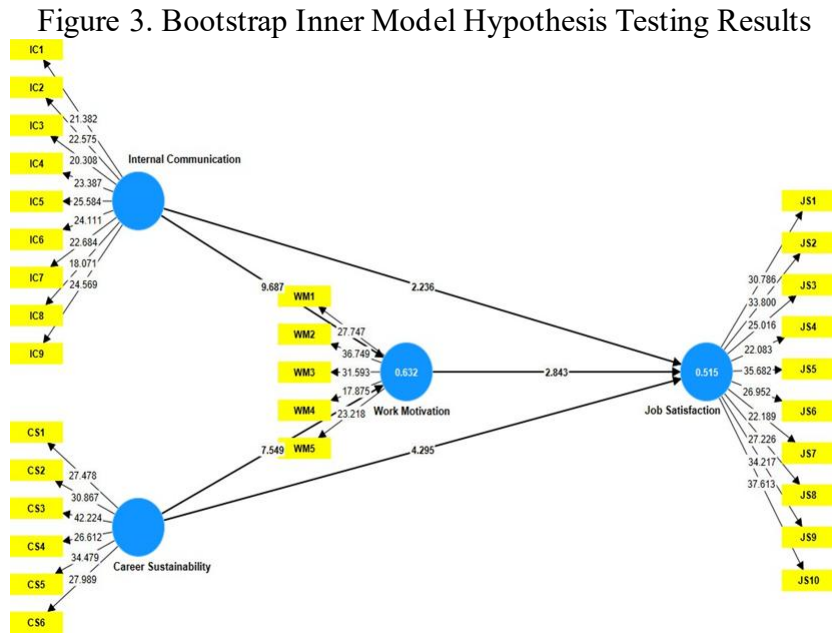 Figure 3. Bootstrap Inner Model Hypothesis Testing Results
IC1
IC2
IC3
IC4
IC5
IC6
IC7
IC8
IC9
21.382
22.575
20.308
23.387
25.584
24.111
22.684
18.071
24.569
Internal Communication
9.687
2.236
WM1
WM2
WM3
WM4
WM5
27.747
36.749
31.593
17.875
23.218
0.632
Work Motivation
2.843
7.549
4.295
CS1
CS2
CS3
CS4
CS5
CS6
27.478
30.867
42.224
26.612
34.479
27.989
Career Sustainability
0.515
Job Satisfaction
30.786
33.800
25.016
22.083
35.682
26.952
22.189
27.226
34.217
37.613
JS1
JS2
JS3
JS4
JS5
JS6
JS7
JS8
JS9
JS10